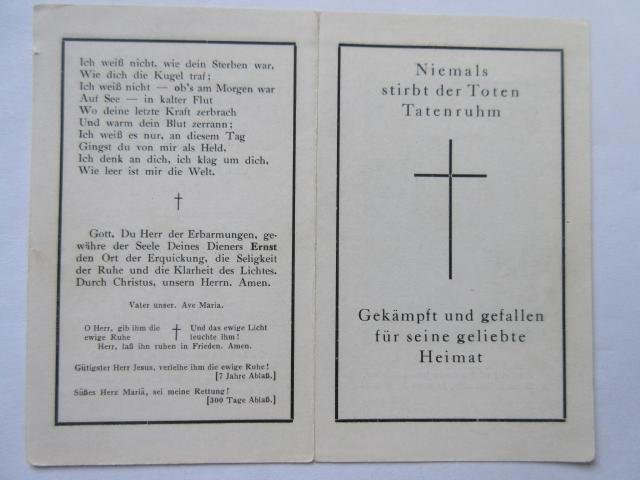 Ich weiß nicht, wie dein Sterben war,
Wie dich die Kugel traf;
Ich weiß nicht — ob's am Morgen war
Auf See — in kalter Flut
Wo deine letzte Kraft zerbrach
Und warm dein Blut zerrann;
Ich weiß es nur, an diesem Tag
Gingst du von mir als Held.
Ich denk an dich, ich klag um dich,
Wie leer ist mir die Welt.
Gott, Du Herr der Erbarmungen, ge-
währe der Seele Deines Dieners Ernst
den Ort der Erquickung, die Seligkeit
der Ruhe und die Klarheit des Lichtes.
Durch Christus, unsern Herrn. Amen.
Vater unser. Ave Maria.
O Herr, gib ihm die
ewige Ruhe
Und das ewige Licht
leuchte ihm!
Herr, laß ihn ruhen in Frieden. Amen.
Gütigster Herr Jesus, verleihe ihm die ewige Ruhe!
[7 Jahre Ablaß.]
Süßes Herz Mariä, sei meine Rettung!
[300 Tage Ablaß.]
Niemals
stirbt der Toten
Tatenruhm
Gekämpft und gefallen
für seine geliebte
Heimat